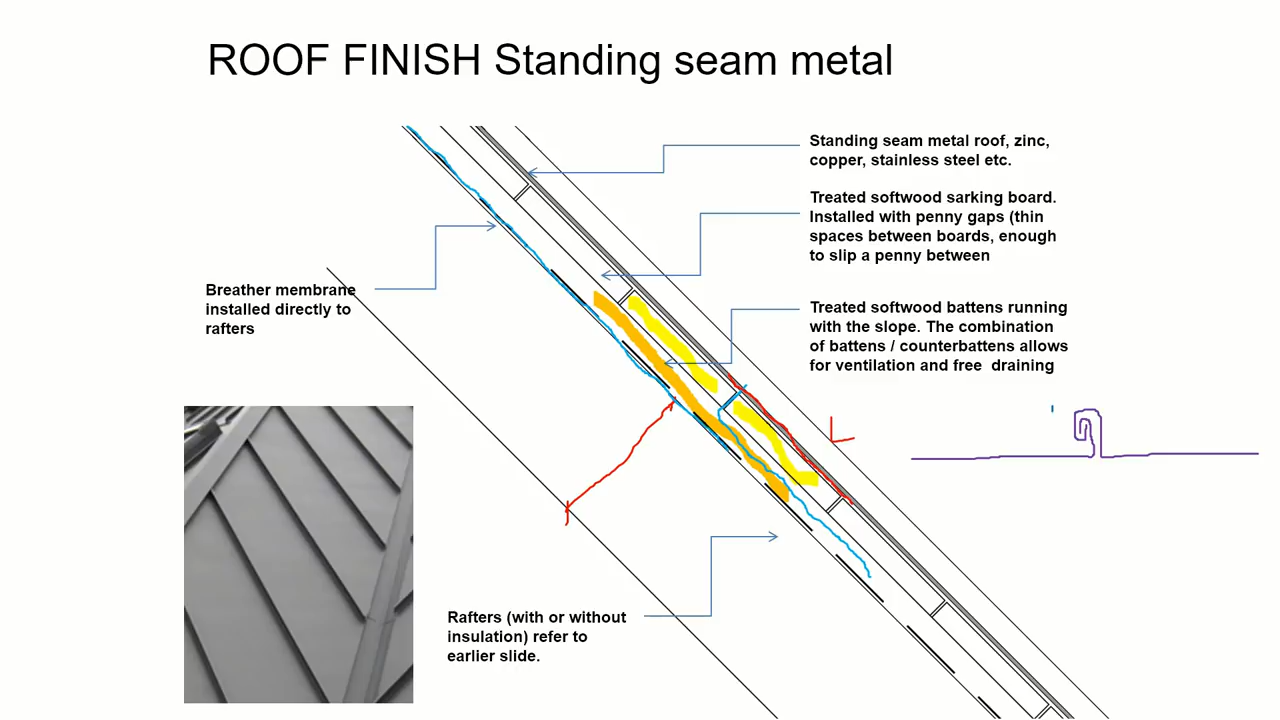 ROOF FINISH Standing seam metal
Standing seam metal roof, zinc,
copper, stainless steel etc.
Treated softwood sarking board.
Installed with penny gaps (thin
spaces between boards, enough
to slip a penny between
Breather membrane
installed directly to
rafters
Treated softwood battens running
with the slope. The combination
of battens / counterbattens allows
for ventilation and free draining
Rafters (with or without
insulation) refer to
earlier slide.